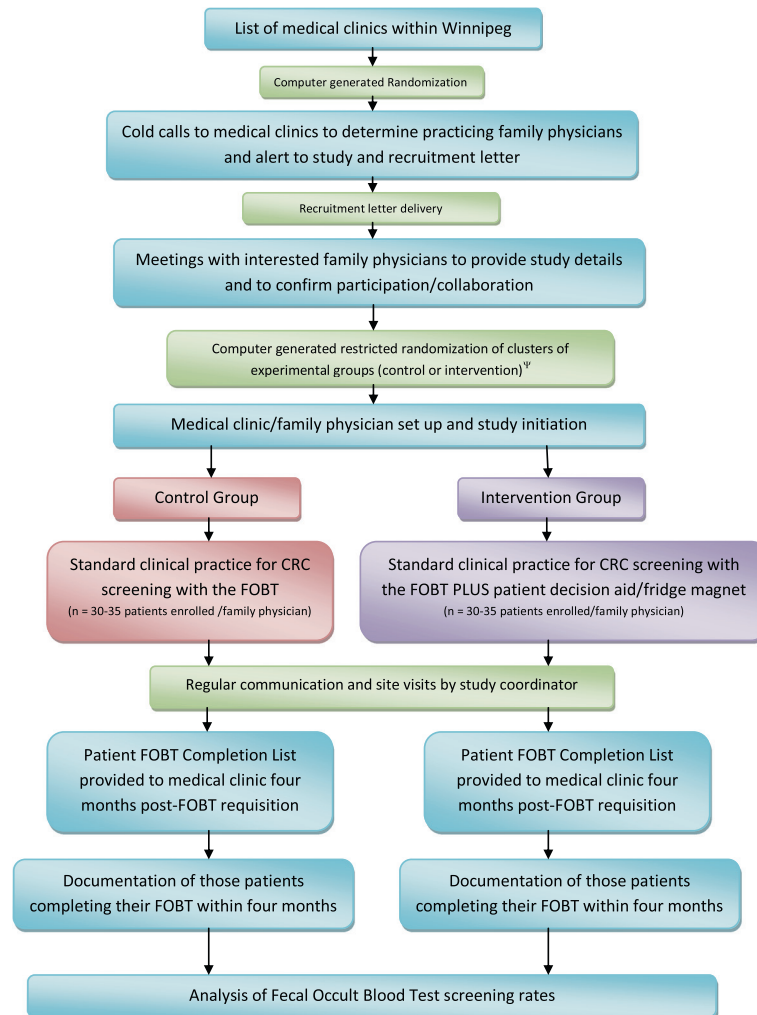 List of medical clinics within Winnipeg
Computer generated Randomization
Cold calls to medical clinics to determine practicing family physicians
and alert to study and recruitment letter
Recruitment letter delivery
Meetings with interested family physicians to provide study details
and to confirm participation/collaboration
Computer generated restricted randomization of clusters of
experimental groups (control or intervention)Ψ
Medical clinic/family physician set up and study initiation
Control Group
Intervention Group
Standard clinical practice for CRC
screening with the FOBT
(n = 30-35 patients enrolled /family physician)
Standard clinical practice for CRC screening with
the FOBT PLUS patient decision aid/fridge magnet
(n = 30-35 patients enrolled/family physician)
Regular communication and site visits by study coordinator
Patient FOBT Completion List
provided to medical clinic four
months post-FOBT requisition
Patient FOBT Completion List
provided to medical clinic four
months post-FOBT requisition
Documentation of those patients
completing their FOBT within four months
Documentation of those patients
completing their FOBT within four months
Analysis of Fecal Occult Blood Test screening rates